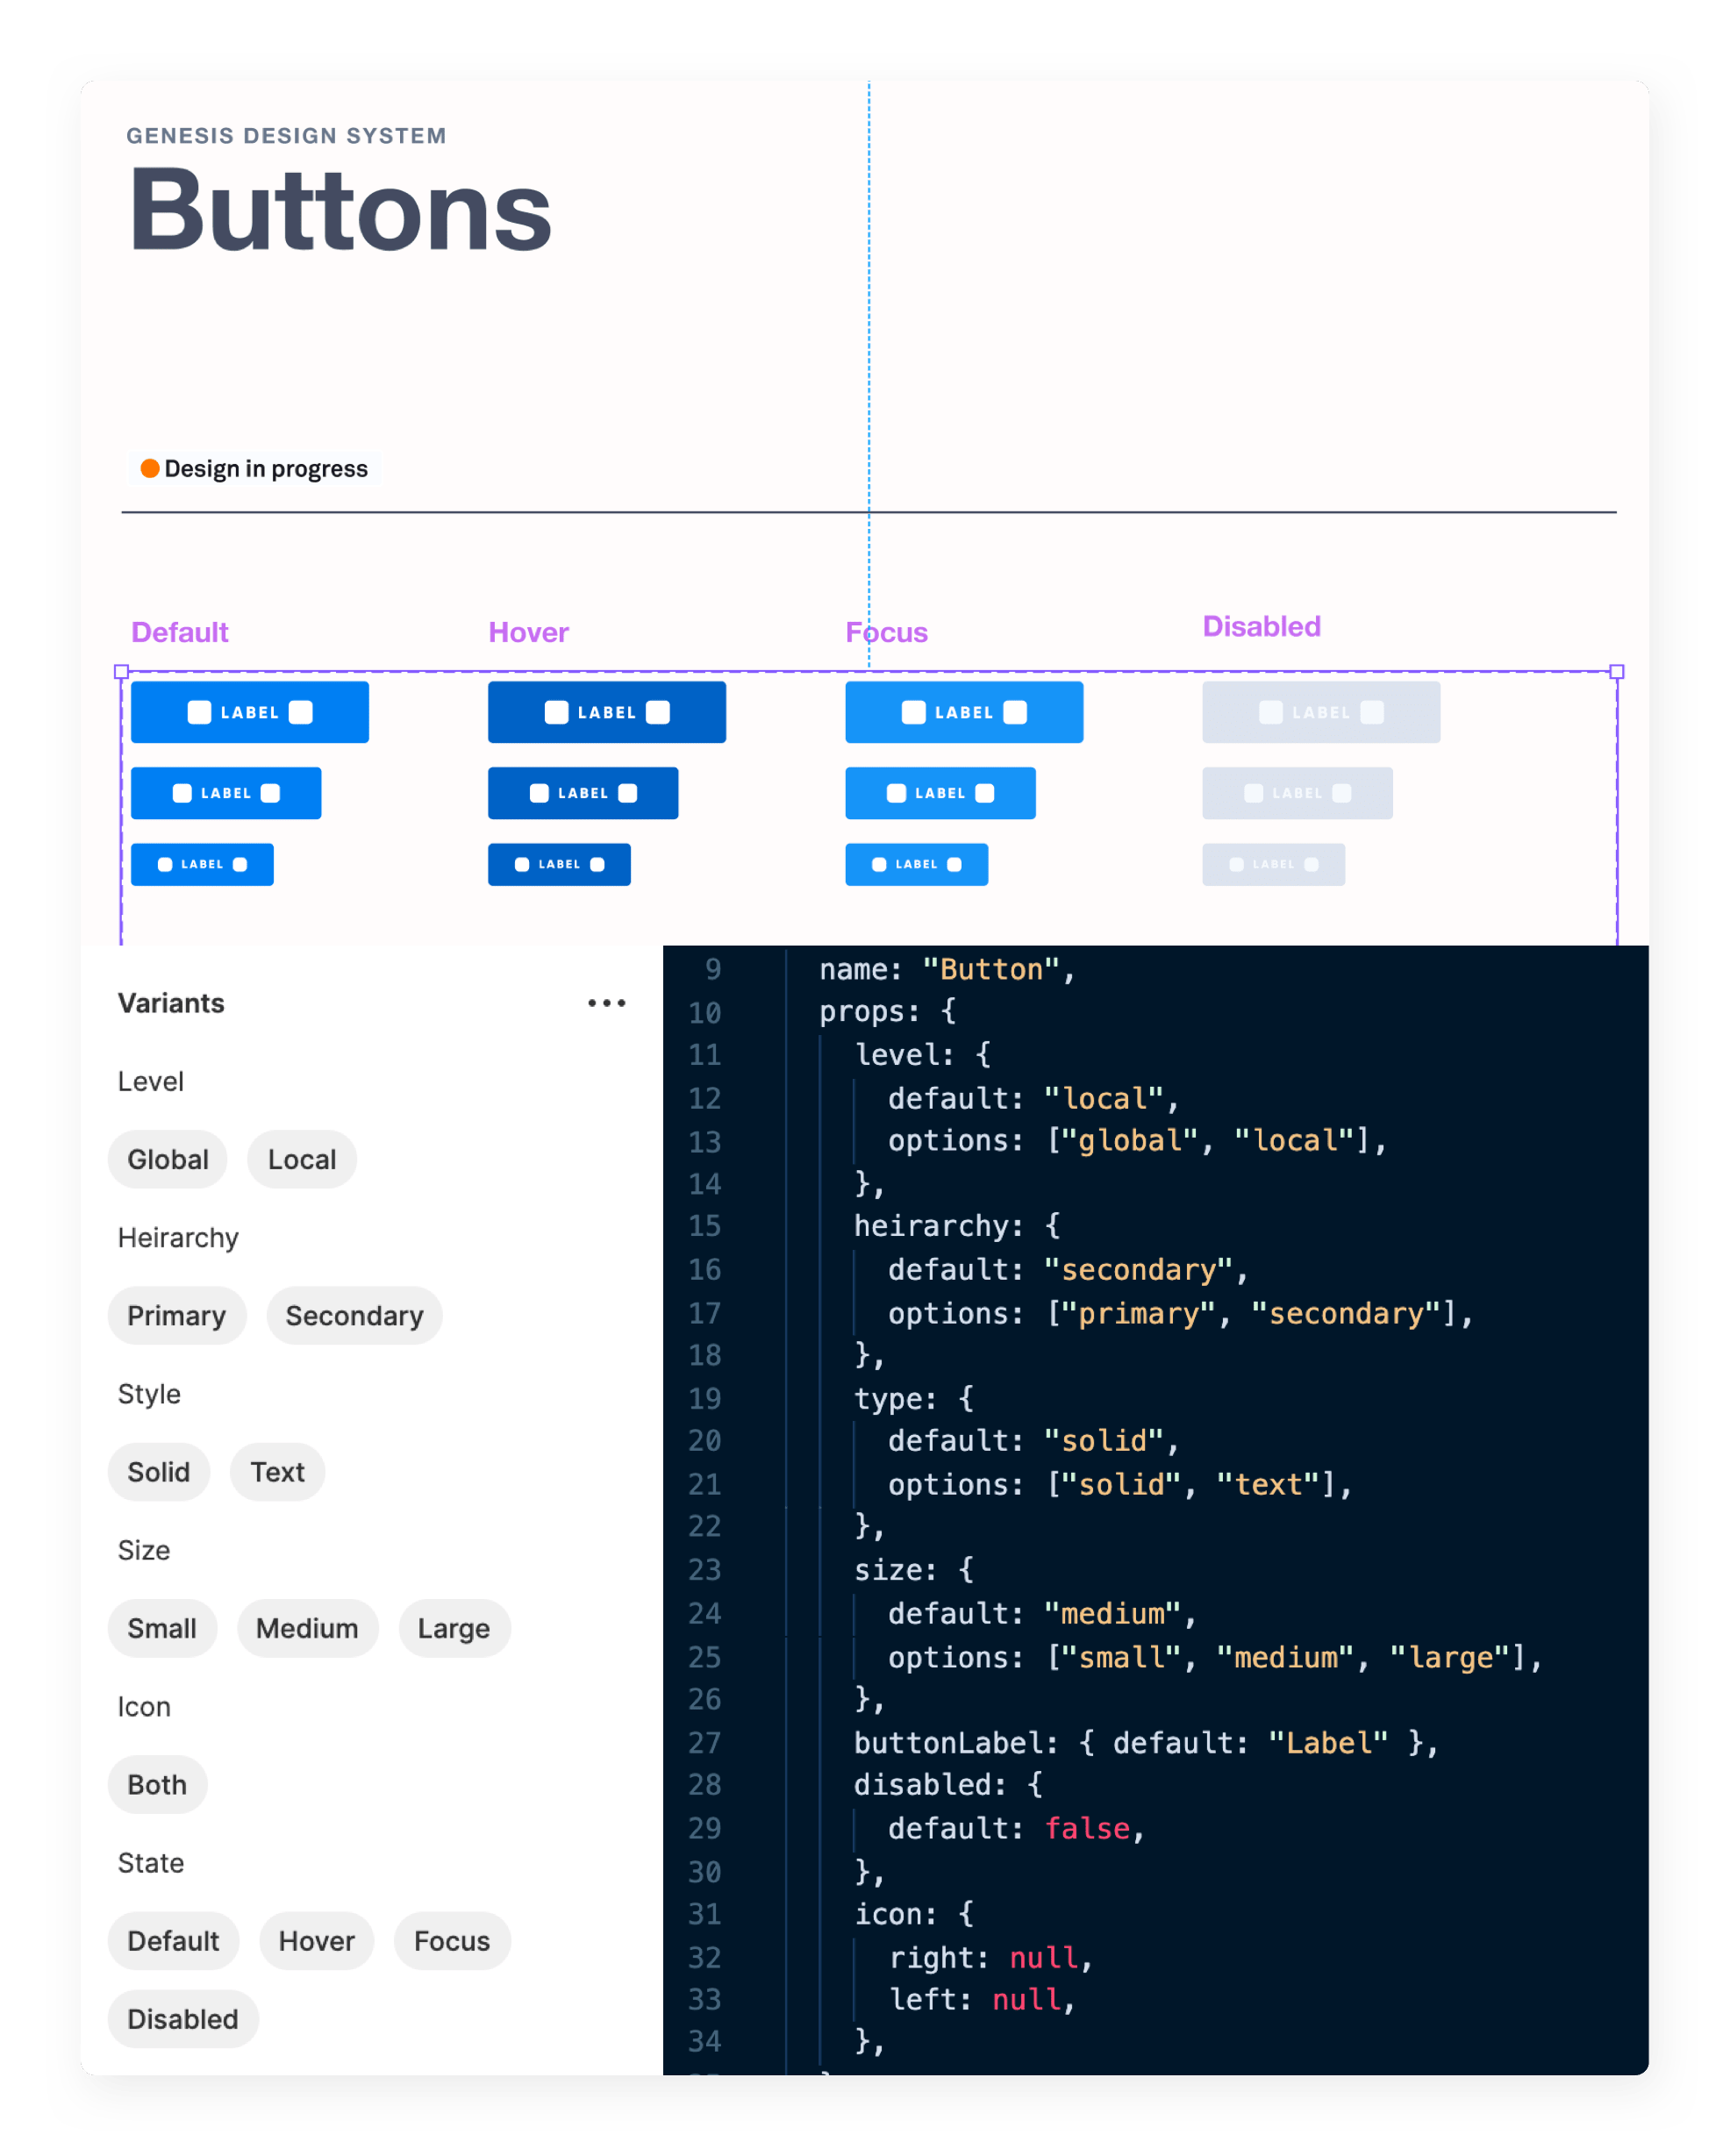 GENESIS DESIGN SYSTEM
Buttons
Design in progress
Default Hover Focus Disabled
LABEL LABEL LABEL LABEL
LABEL LABEL LABEL LABEL
LABEL LABEL LABEL LABEL
Variants
Level
Global Local
Heirarchy
Primary Secondary
Style
Solid Text
Size
Small Medium Large
Icon
Both
State
Default Hover Focus
Disabled
9 name: "Button",
10 props: {
11 level: {
12 default: "local",
13 options: ["global", "local"],
14 },
15 heirarchy: {
16 default: "secondary",
17 options: ["primary", "secondary"],
18 },
19 type: {
20 default: "solid",
21 options: ["solid", "text"],
22 },
23 size: {
24 default: "medium",
25 options: ["small", "medium", "large"],
26 },
27 buttonLabel: { default: "Label" },
28 disabled: {
29 default: false,
30 },
31 icon: {
32 right: null,
33 left: null,
34 },